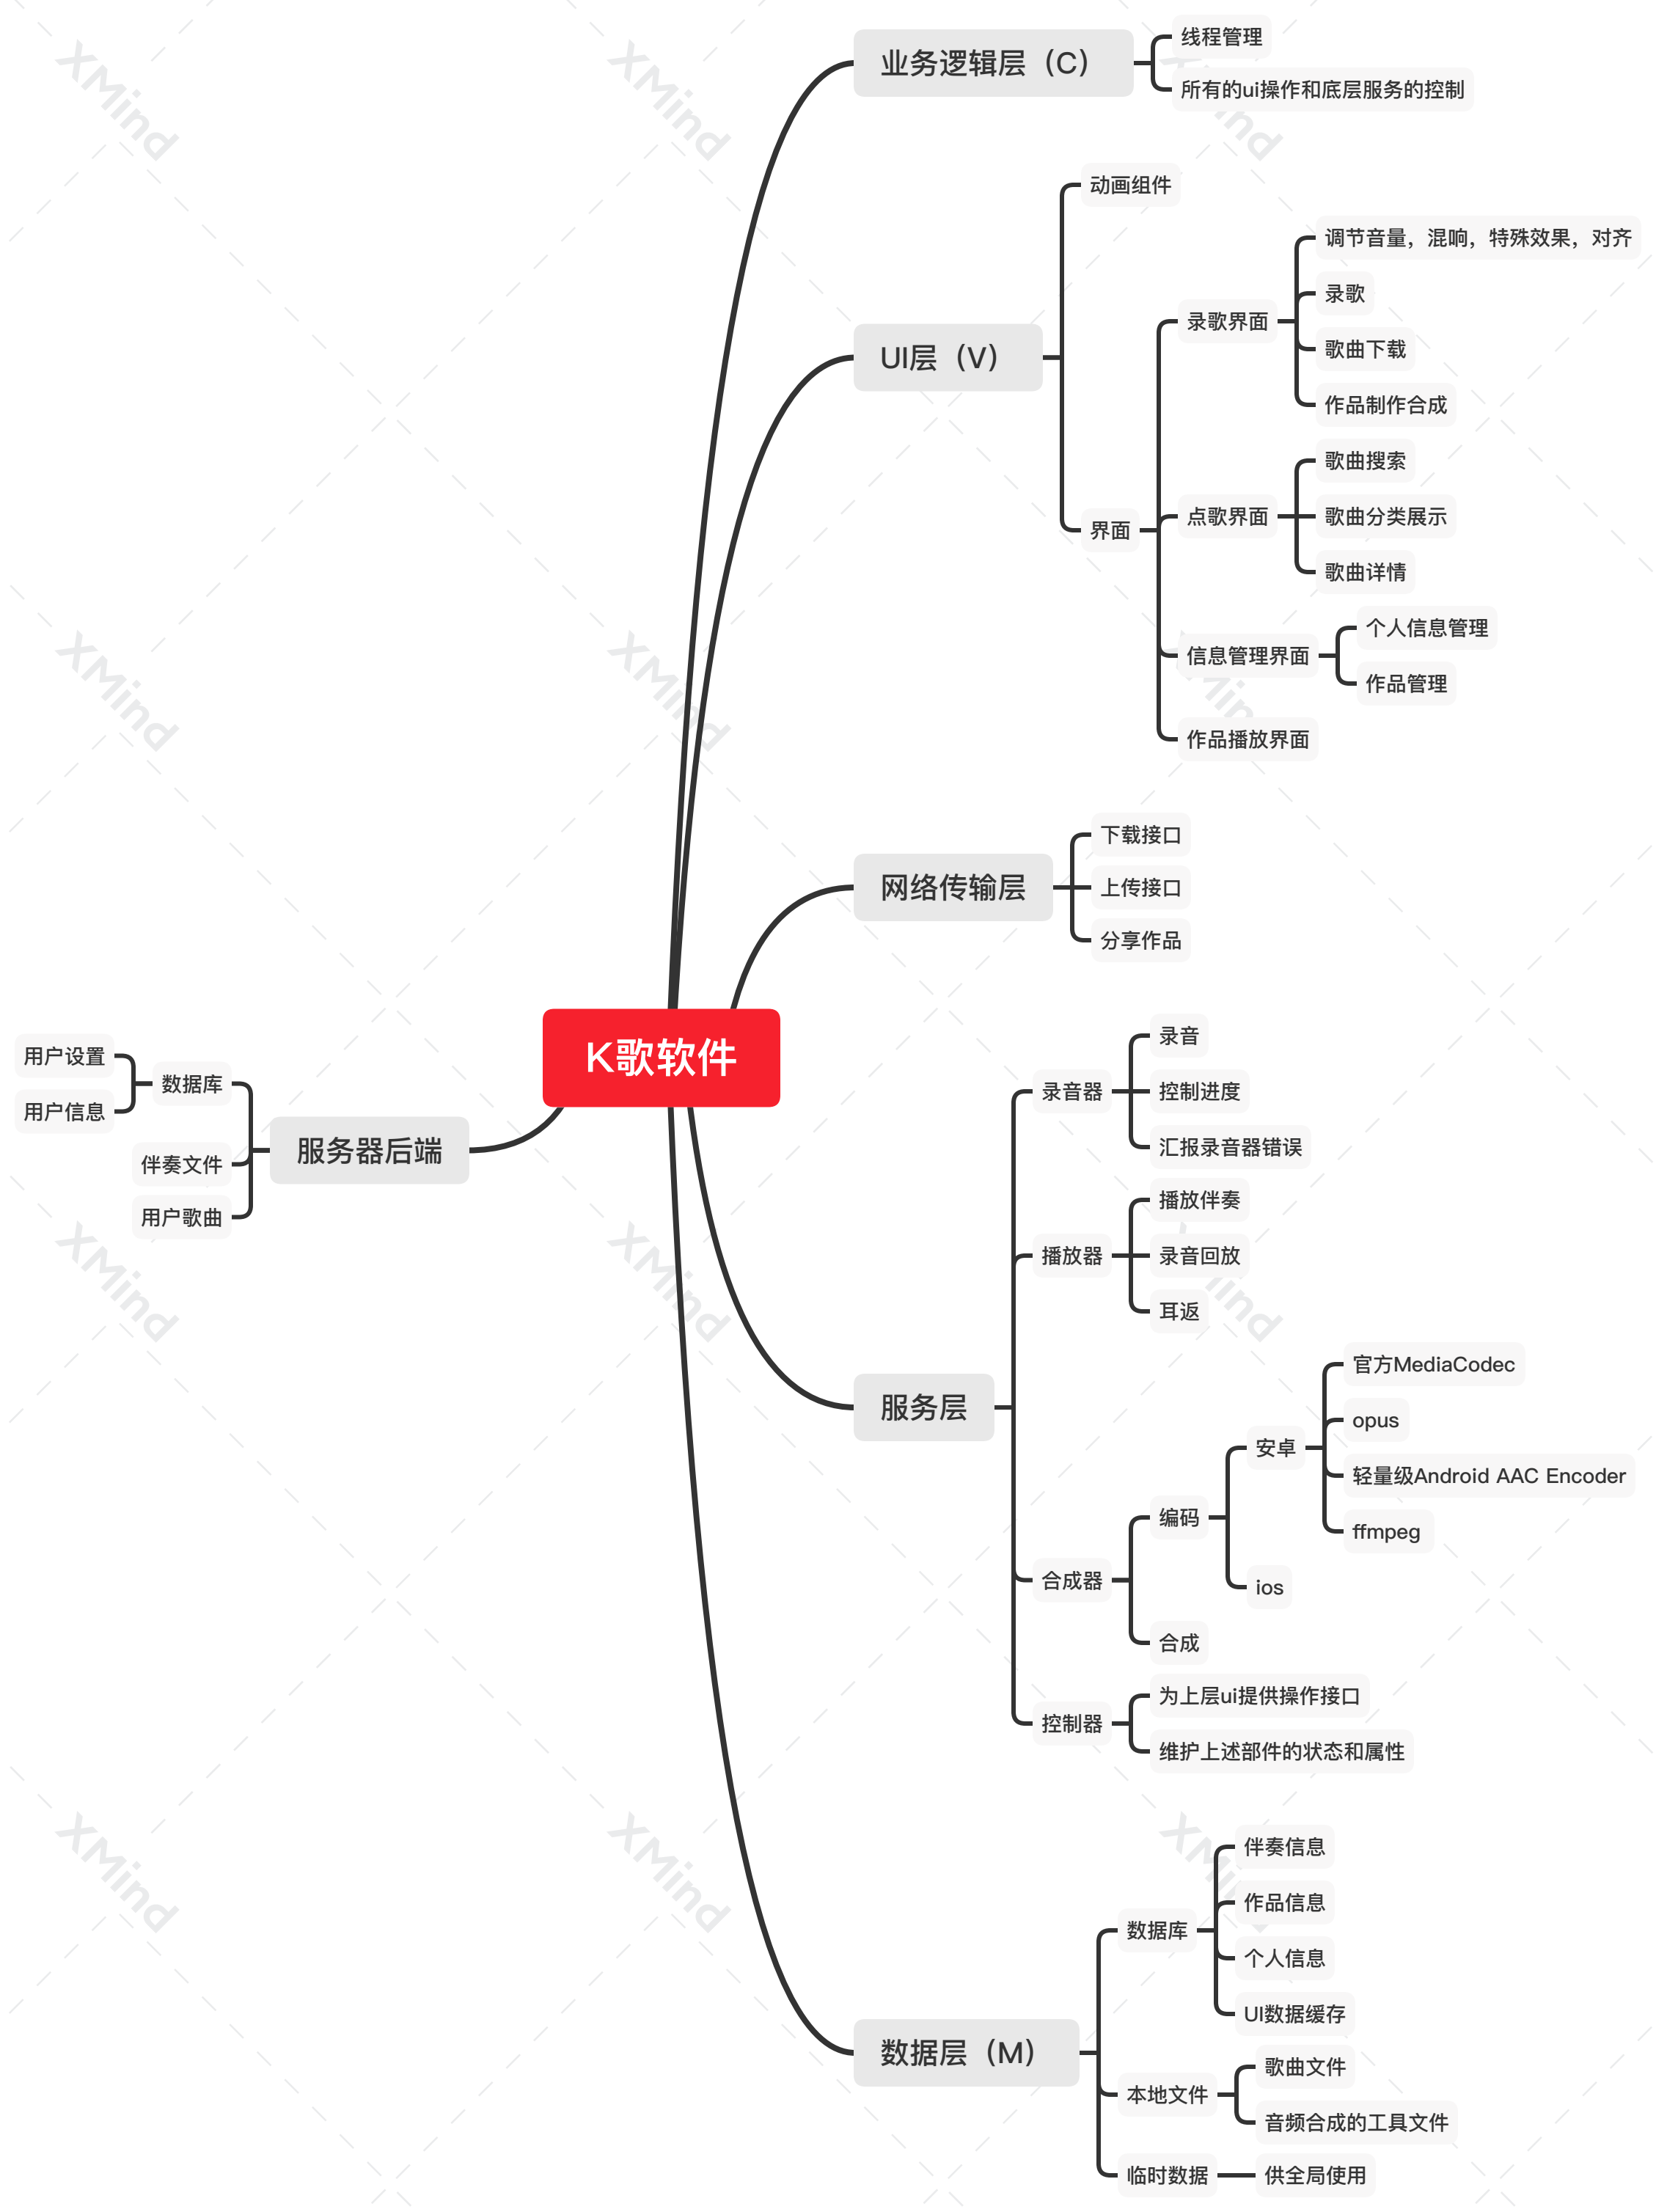 K歌软件
业务逻辑层（C）
线程管理
所有的ui操作和底层服务的控制
UI层（V）
动画组件
界面
录歌界面
调节音量，混响，特殊效果，对齐
录歌
歌曲下载
作品制作合成
点歌界面
歌曲搜索
歌曲分类展示
歌曲详情
信息管理界面
个人信息管理
作品管理
作品播放界面
网络传输层
下载接口
上传接口
分享作品
服务层
录音器
录音
控制进度
汇报录音器错误
播放器
播放伴奏
录音回放
耳返
合成器
编码
安卓
官方MediaCodec
opus
轻量级Android AAC Encoder
ffmpeg
ios
合成
控制器
为上层ui提供操作接口
维护上述部件的状态和属性
数据层（M）
数据库
伴奏信息
作品信息
个人信息
UI数据缓存
本地文件
歌曲文件
音频合成的工具文件
临时数据
供全局使用
服务器后端
数据库
用户设置
用户信息
伴奏文件
用户歌曲
XMind
XMind
XMind
XMind
XMind
XMind
XMind
XMind
XMind
XMind
XMind
XMind